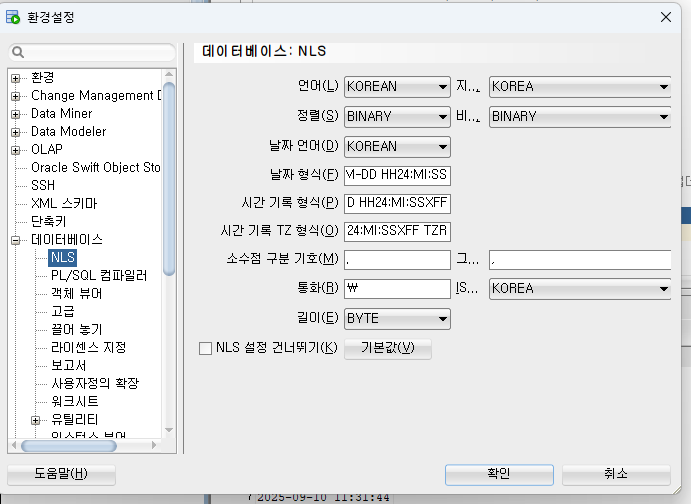 환경설정
환경
Change Management D
Data Miner
Data Modeler
OLAP
Oracle Swift Object Sto
SSH
XML 스키마
단축키
데이터베이스
NLS
PL/SQL 컴파일러
객체 뷰어
고급
끌어 놓기
라이센스 지정
보고서
사용자정의 확장
워크시트
유틸리티
인스턴스 뷰어
데이터베이스: NLS
언어(L) KOREAN 지... KOREA
정렬(S) BINARY 비... BINARY
날짜 언어(D) KOREAN
날짜 형식(F) M-DD HH24:MI:SS
시간 기록 형식(P) D HH24:MI:SSXFF
시간 기록 TZ 형식(O) 24:MI:SSXFF TZR
소수점 구분 기호(M) . 그... ,
통화(R) ₩ IS... KOREA
길이(E) BYTE
NLS 설정 건너뛰기(K) 기본값(V)
도움말(H) 확인 취소
2025-09-10 11:31:44